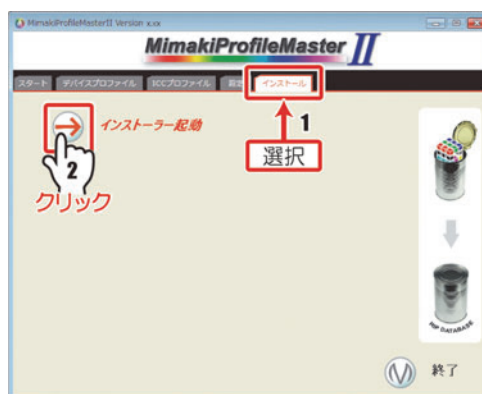 MimakiProfileMasterII Version x.xx
MimakiProfileMaster II
スタート デバイスプロファイル ICCプロファイル 設定 インストール
インストーラー起動
1
選択
2
クリック
MP DATABASE
終了